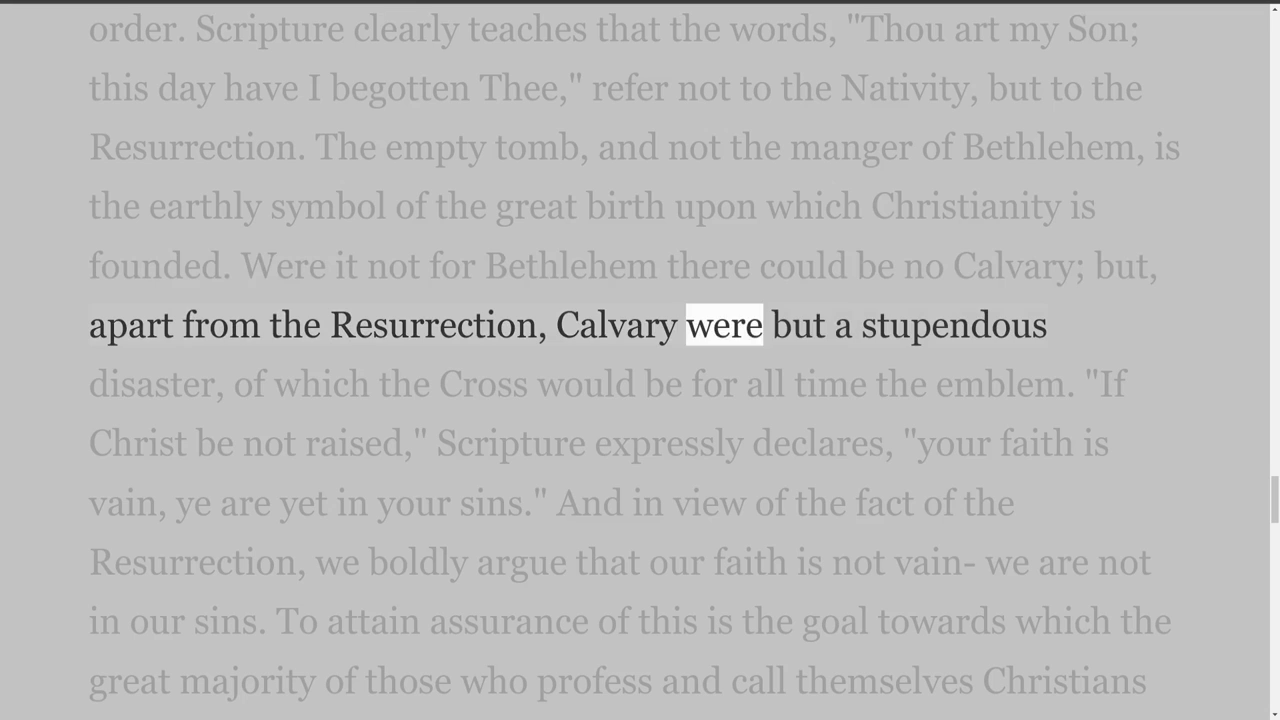 order. Scripture clearly teaches that the words, "Thou art my Son;
this day have I begotten Thee," refer not to the Nativity, but to the
Resurrection. The empty tomb, and not the manger of Bethlehem, is
the earthly symbol of the great birth upon which Christianity is
founded. Were it not for Bethlehem there could be no Calvary; but,
apart from the Resurrection, Calvary were but a stupendous
disaster, of which the Cross would be for all time the emblem. "If
Christ be not raised," Scripture expressly declares, "your faith is
vain, ye are yet in your sins." And in view of the fact of the
Resurrection, we boldly argue that our faith is not vain- we are not
in our sins. To attain assurance of this is the goal towards which the
great majority of those who profess and call themselves Christians